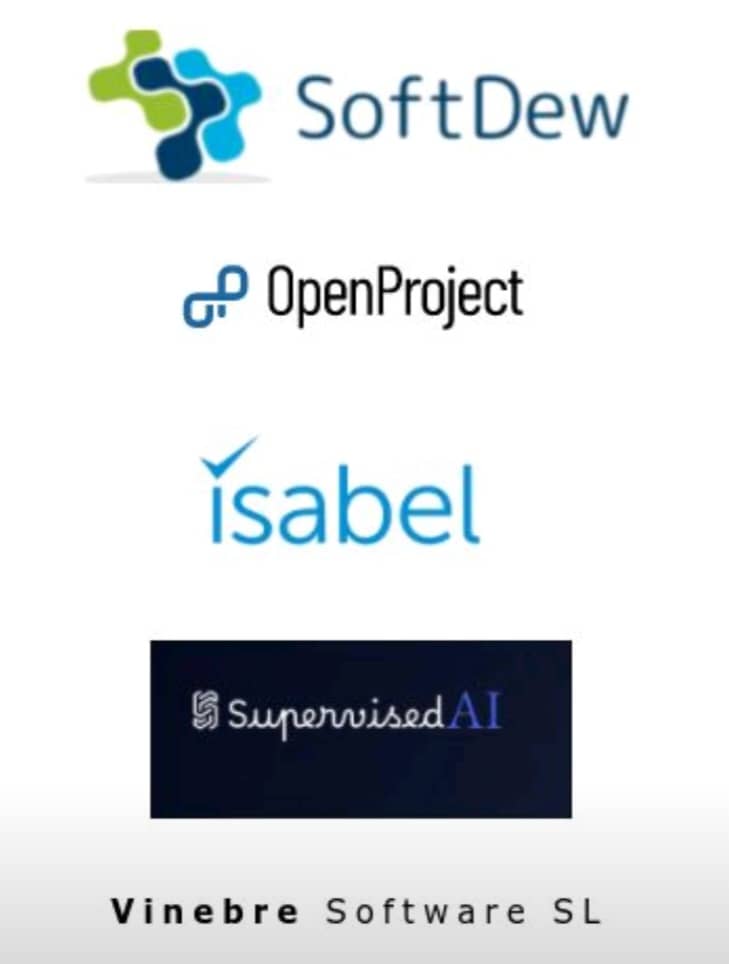 SoftDew
OpenProject
isabel
SupervisedAI
Vinebre Software SL